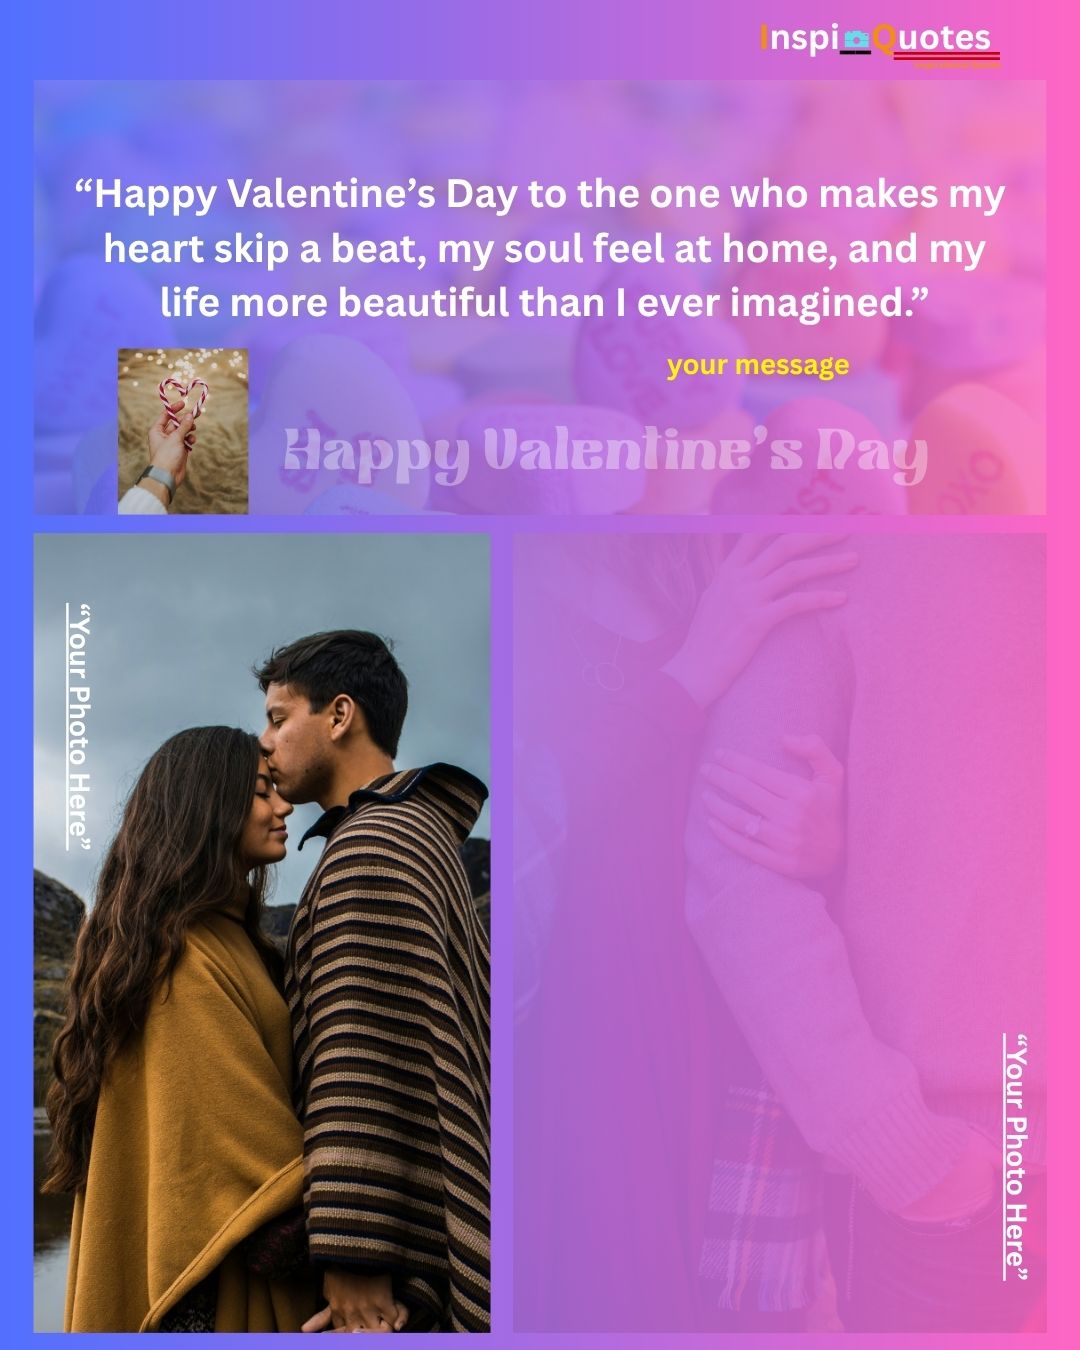 InspiQuotes
“Happy Valentine’s Day to the one who makes my
heart skip a beat, my soul feel at home, and my
life more beautiful than I ever imagined.”
your message
Happy Valentine’s Day
“Your Photo Here”
“Your Photo Here”